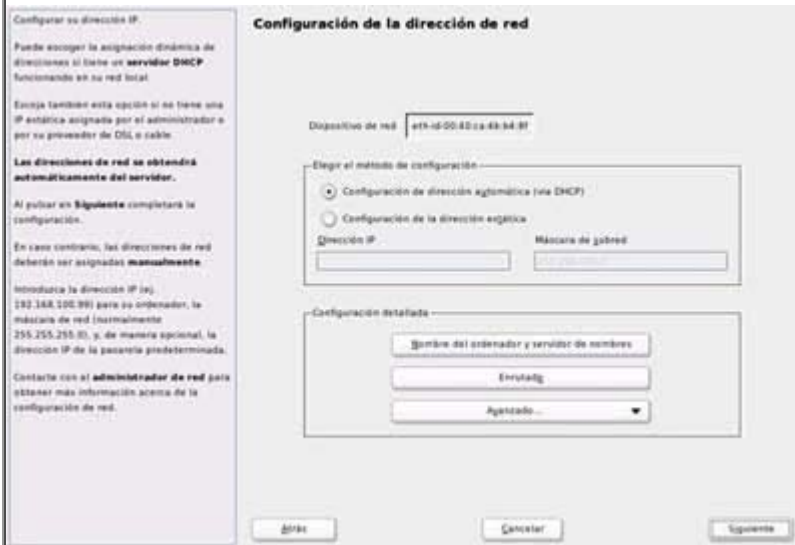 Configurar su dirección IP.
Puede escoger la asignación dinámica de
direcciones si tiene un servidor DHCP
funcionando en su red local.
Escoja también esta opción si no tiene una
IP estática asignada por el administrador o
por su proveedor de DSL o cable.
Las direcciones de red se obtendrá
automáticamente del servidor.
Al pulsar en Siguiente completará la
configuración.
En caso contrario, las direcciones de red
deberán ser asignadas manualmente.
Introduzca la dirección IP (ej.
192.168.100.99) para su ordenador, la
máscara de red (normalmente
255.255.255.0), y, de manera opcional, la
dirección IP de la pasarela predeterminada.
Contacte con el administrador de red para
obtener más información acerca de la
configuración de red.
Configuración de la dirección de red
Dispositivo de red
Elegir el método de configuración
Configuración de dirección automática (vía DHCP)
Configuración de la dirección estática
Dirección IP
Máscara de subred
Configuración detallada
Nombre del ordenador y servidor de nombres
Enrutado
Avanzado...
Atrás
Cancelar
Siguiente